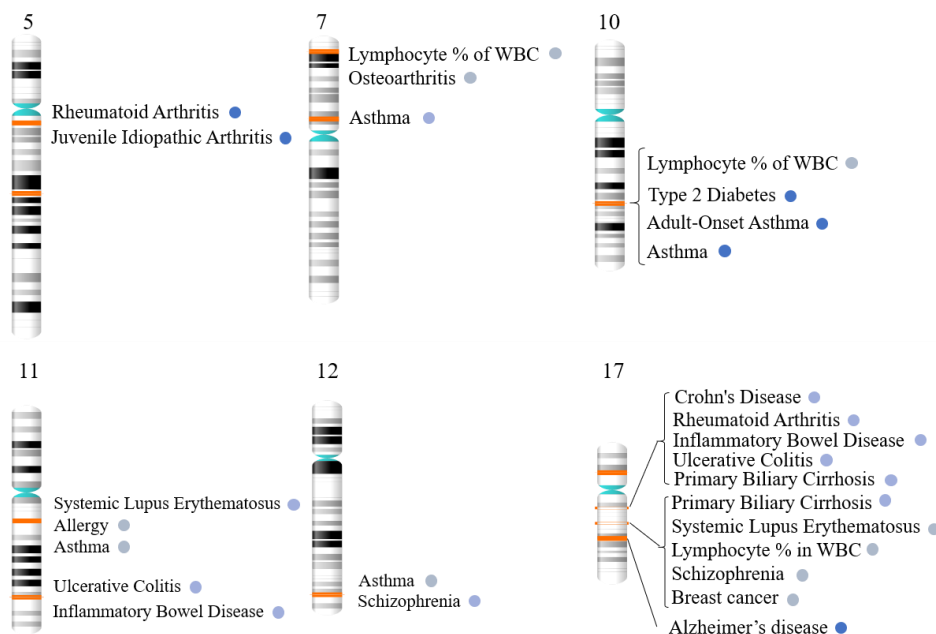 5
Rheumatoid Arthritis
Juvenile Idiopathic Arthritis
7
Lymphocyte % of WBC
Osteoarthritis
Asthma
10
Lymphocyte % of WBC
Type 2 Diabetes
Adult-Onset Asthma
Asthma
11
Systemic Lupus Erythematosus
Allergy
Asthma
Ulcerative Colitis
Inflammatory Bowel Disease
12
Asthma
Schizophrenia
17
Crohn's Disease
Rheumatoid Arthritis
Inflammatory Bowel Disease
Ulcerative Colitis
Primary Biliary Cirrhosis
Primary Biliary Cirrhosis
Systemic Lupus Erythematosus
Lymphocyte % in WBC
Schizophrenia
Breast cancer
Alzheimer’s disease